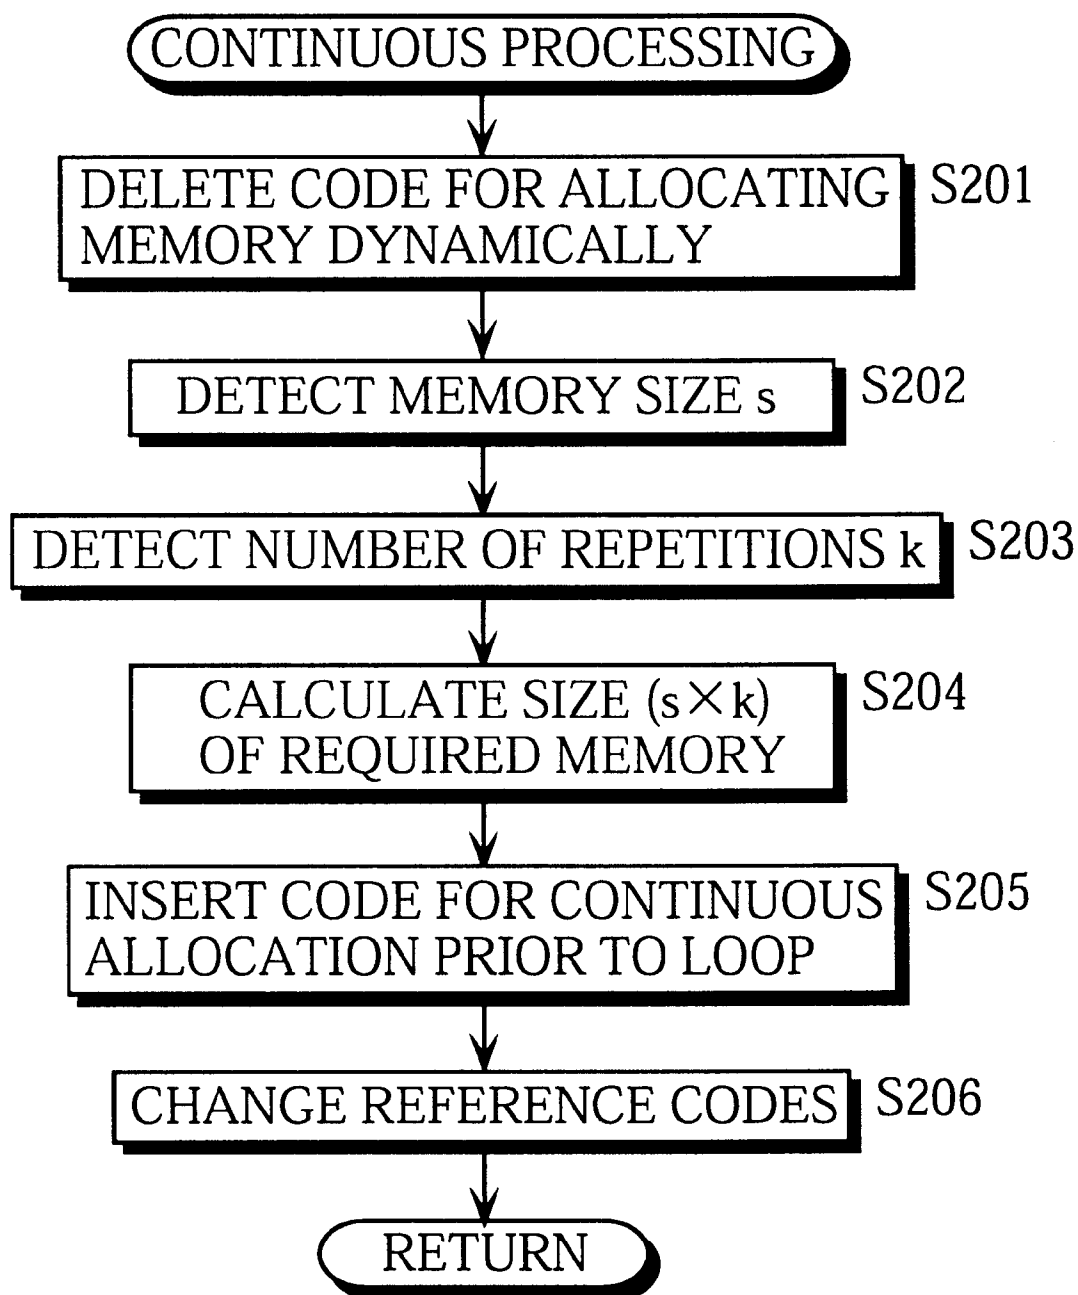 CONTINUOUS PROCESSING
DELETE CODE FOR ALLOCATING
MEMORY DYNAMICALLY
S201
DETECT MEMORY SIZE s
S202
DETECT NUMBER OF REPETITIONS k
S203
CALCULATE SIZE (s×k)
OF REQUIRED MEMORY
S204
INSERT CODE FOR CONTINUOUS
ALLOCATION PRIOR TO LOOP
S205
CHANGE REFERENCE CODES
S206
RETURN